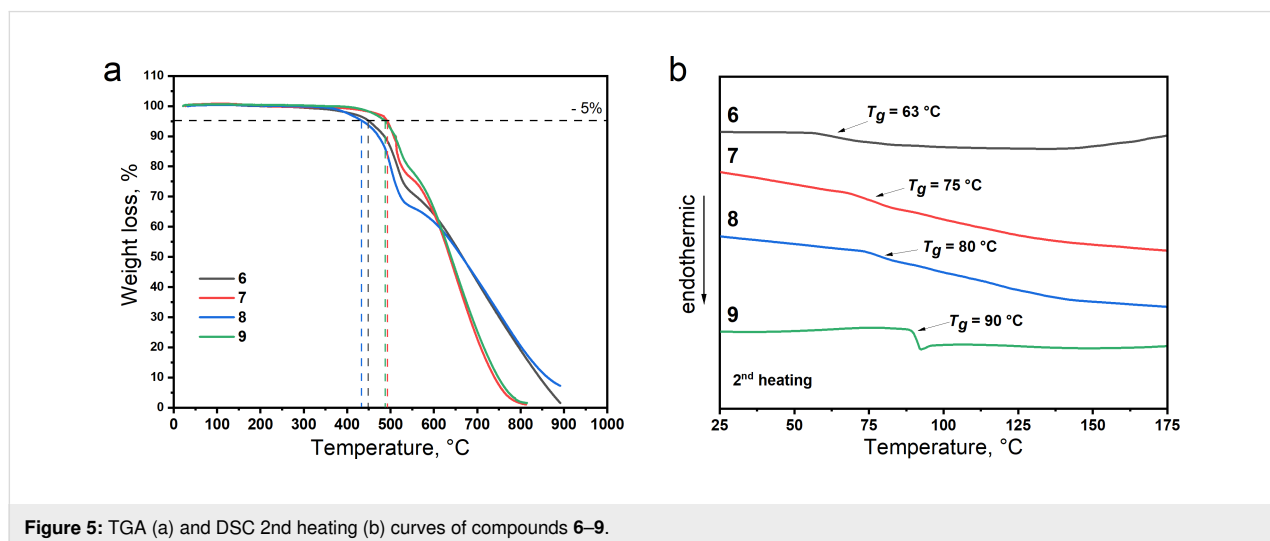 a
110
100
90
80
70
60
50
40
30
20
10
0
Weight loss, %
- 5%
6
7
8
9
0 100 200 300 400 500 600 700 800 900 1000
Temperature, °C
b
endothermic
6
Tg = 63 °C
7
Tg = 75 °C
8
Tg = 80 °C
9
Tg = 90 °C
2nd heating
25 50 75 100 125 150 175
Temperature, °C
Figure 5: TGA (a) and DSC 2nd heating (b) curves of compounds 6–9.